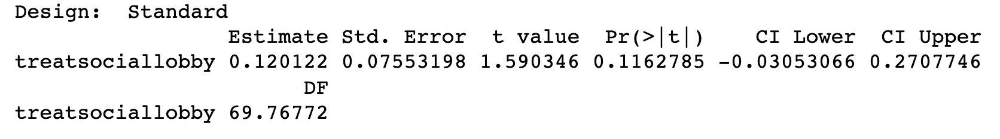 Design:  Standard
                 Estimate Std. Error  t value  Pr(>|t|)    CI Lower  CI Upper
treatsociallobby 0.120122 0.07553198 1.590346 0.1162785 -0.03053066 0.2707746
                       DF
treatsociallobby 69.76772